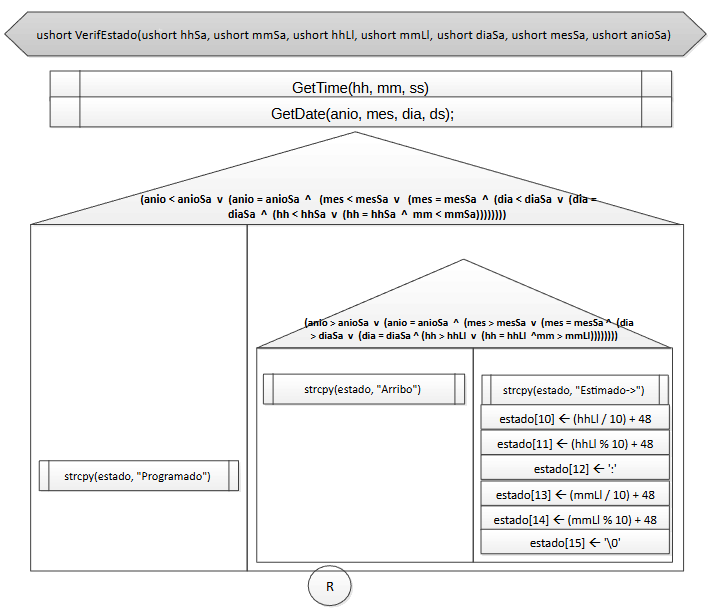 ushort VerifEstado(ushort hhSa, ushort mmSa, ushort hhLl, ushort mmLl, ushort diaSa, ushort mesSa, ushort anioSa)
GetTime(hh, mm, ss)
GetDate(anio, mes, dia, ds);
(anio < anioSa v (anio = anioSa ^ (mes < mesSa v (mes = mesSa ^ (dia < diaSa v (dia =
diaSa ^ (hh < hhSa v (hh = hhSa ^ mm < mmSa))))))))
(anio > anioSa v (anio = anioSa ^ (mes > mesSa v (mes = mesSa ^ (dia
> diaSa v (dia = diaSa ^ (hh > hhLl v (hh = hhLl ^mm > mmLl))))))))
strcpy(estado, "Arribo")
strcpy(estado, "Estimado->")
estado[10] ← (hhLl / 10) + 48
estado[11] ← (hhLl % 10) + 48
estado[12] ← ':'
strcpy(estado, "Programado")
estado[13] ← (mmLl / 10) + 48
estado[14] ← (mmLl % 10) + 48
estado[15] ← '\0'
R